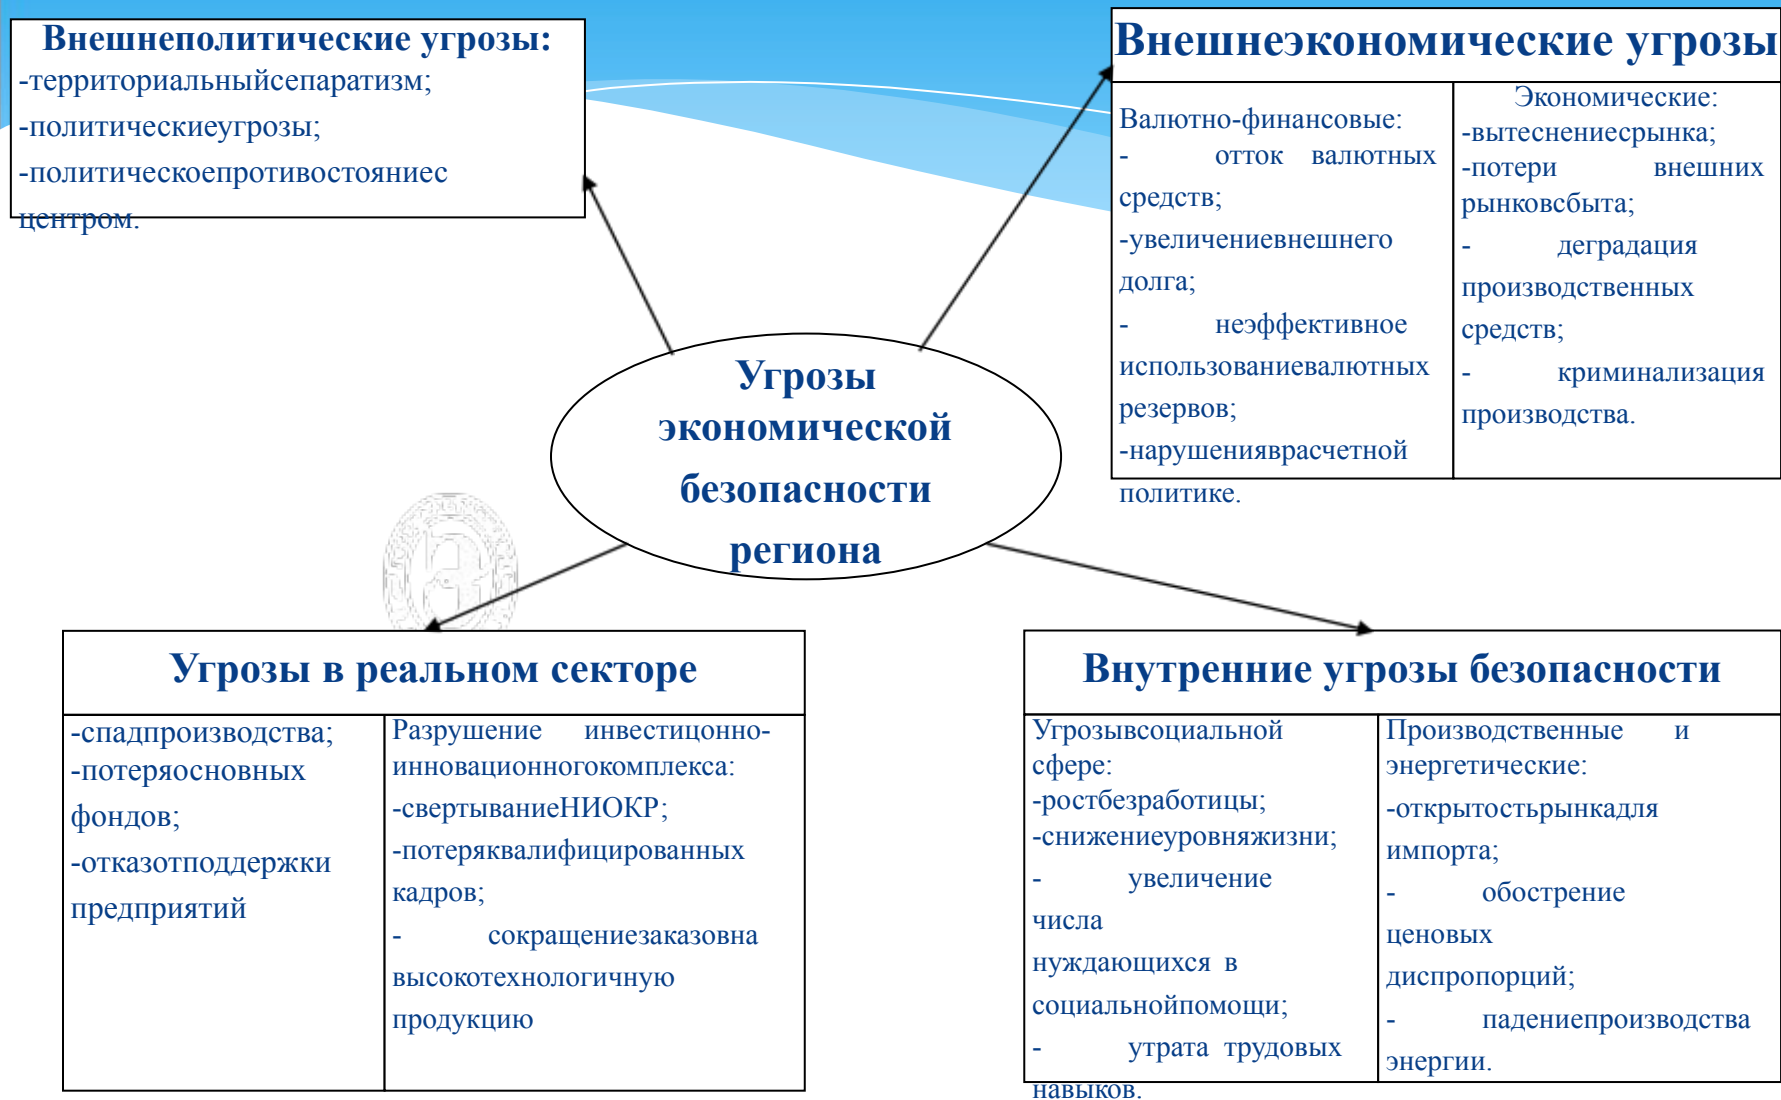 Внешнеполитические угрозы:
-территориальныйсепаратизм;
-политическиеугрозы;
-политическоепротивостояниес
центром.
Внешнеэкономические угрозы
Валютно-финансовые:
- отток валютных
средств;
-увеличениевнешнего
долга;
- неэффективное
использованиевалютных
резервов;
-нарушенияврасчетной
политике.
Экономические:
-вытеснениесрынка;
-потери внешних
рынковсбыта;
- деградация
производственных
средств;
- криминализация
производства.
Угрозы
экономической
безопасности
региона
Угрозы в реальном секторе
-спадпроизводства;
-потеряосновных
фондов;
-отказотподдержки
предприятий
Разрушение инвестицонно-
инновационногокомплекса:
-свертываниеНИОКР;
-потеряквалифицированных
кадров;
- сокращениезаказовна
высокотехнологичную
продукцию
Внутренние угрозы безопасности
Угрозывсоциальной
сфере:
-ростбезработицы;
-снижениеуровняжизни;
- увеличение
числа
нуждающихся в
социальнойпомощи;
- утрата трудовых
навыков.
Производственные и
энергетические:
-открытостьрынкадля
импорта;
- обострение
ценовых
диспропорций;
- падениепроизводства
энергии.